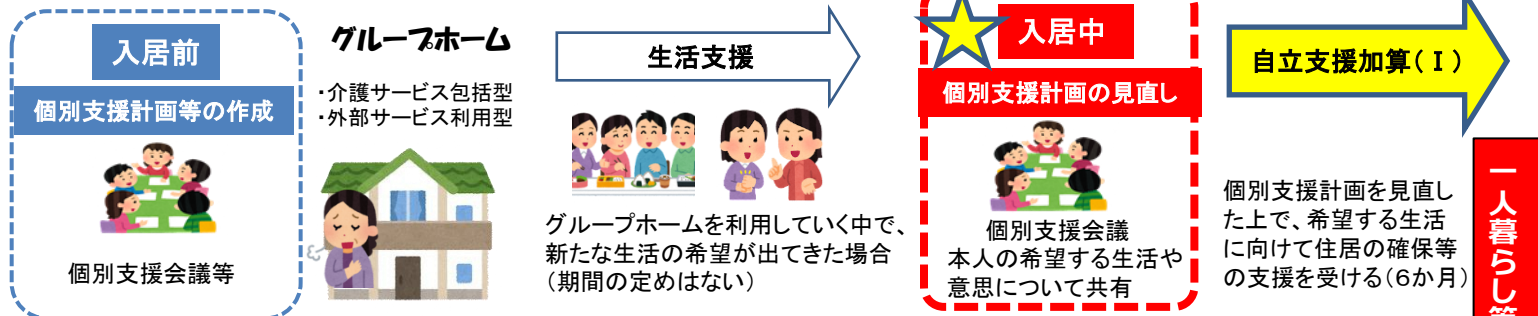 入居前
個別支援計画等の作成
個別支援会議等
グループホーム
・介護サービス包括型
・外部サービス利用型
生活支援
グループホームを利用していく中で、
新たな生活の希望が出てきた場合
（期間の定めはない）
入居中
個別支援計画の見直し
個別支援会議
本人の希望する生活や
意思について共有
自立支援加算（Ⅰ）
個別支援計画を見直し
た上で、希望する生活
に向けて住居の確保等
の支援を受ける（６か月）
一人暮らし等